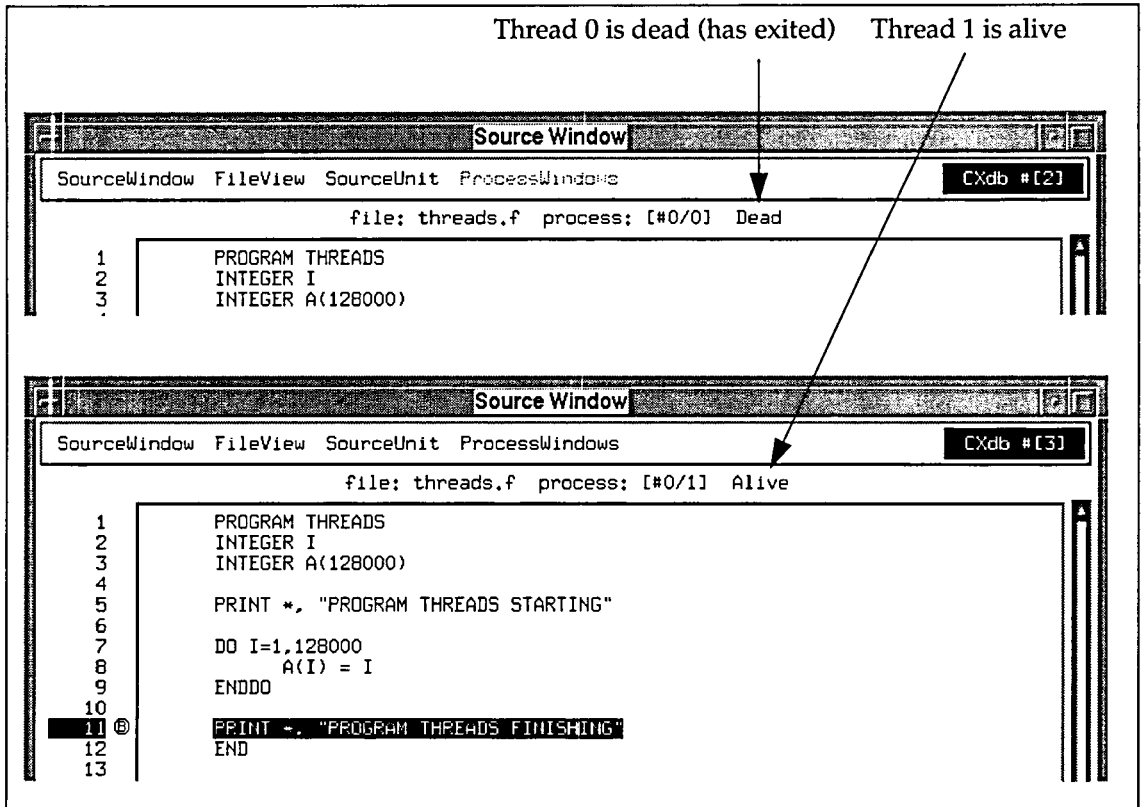 Thread 0 is dead (has exited) Thread 1 is alive
Source Window
SourceWindow FileView SourceUnit ProcessWindows CXdb #[2]
file: threads.f process: [#0/0] Dead
1 PROGRAM THREADS
2 INTEGER I
3 INTEGER A(128000)
Source Window
SourceWindow FileView SourceUnit ProcessWindows CXdb #[3]
file: threads.f process: [#0/1] Alive
1 PROGRAM THREADS
2 INTEGER I
3 INTEGER A(128000)
4
5 PRINT *, "PROGRAM THREADS STARTING"
6
7 DO I=1,128000
8 A(I) = I
9 ENDDO
10
11 Ⓑ PRINT *, "PROGRAM THREADS FINISHING"
12 END
13